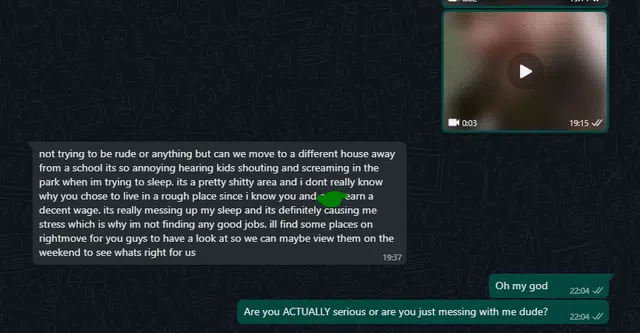 19:14
0:03
19:15
not trying to be rude or anything but can we move to a different house away
from a school its so annoying hearing kids shouting and screaming in the
park when im trying to sleep. its a pretty shitty area and i dont really know
why you chose to live in a rough place since i know you and earn a
decent wage. its really messing up my sleep and its definitely causing me
stress which is why im not finding any good jobs. ill find some places on
rightmove for you guys to have a look at so we can maybe view them on the
weekend to see whats right for us
19:37
Oh my god
22:04
Are you ACTUALLY serious or are you just messing with me dude?
22:04